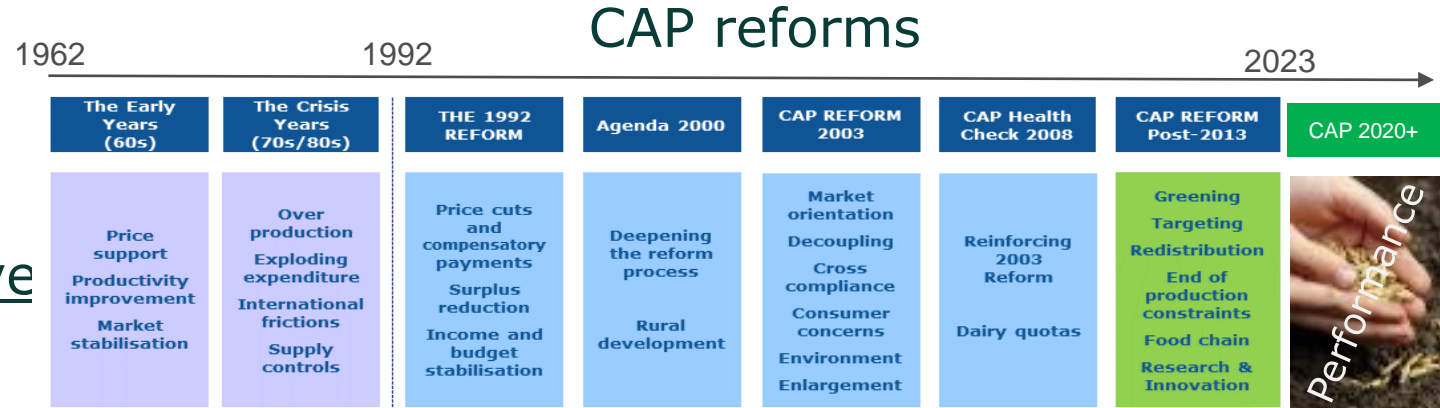 CAP reforms
1962
1992
2023
The Early
Years
(60s)
Price
support
Productivity
improvement
Market
stabilisation
The Crisis
Years
(70s/80s)
Over
production
Exploding
expenditure
International
frictions
Supply
controls
THE 1992
REFORM
Price cuts
and
compensatory
payments
Surplus
reduction
Income and
budget
stabilisation
Agenda 2000
Deepening
the reform
process
Rural
development
CAP REFORM
2003
Market
orientation
Decoupling
Cross
compliance
Consumer
concerns
Environment
Enlargement
CAP Health
Check 2008
Reinforcing
2003
Reform
Dairy quotas
CAP REFORM
Post-2013
Greening
Targeting
Redistribution
End of
production
constraints
Food chain
Research &
Innovation
CAP 2020+
Performance